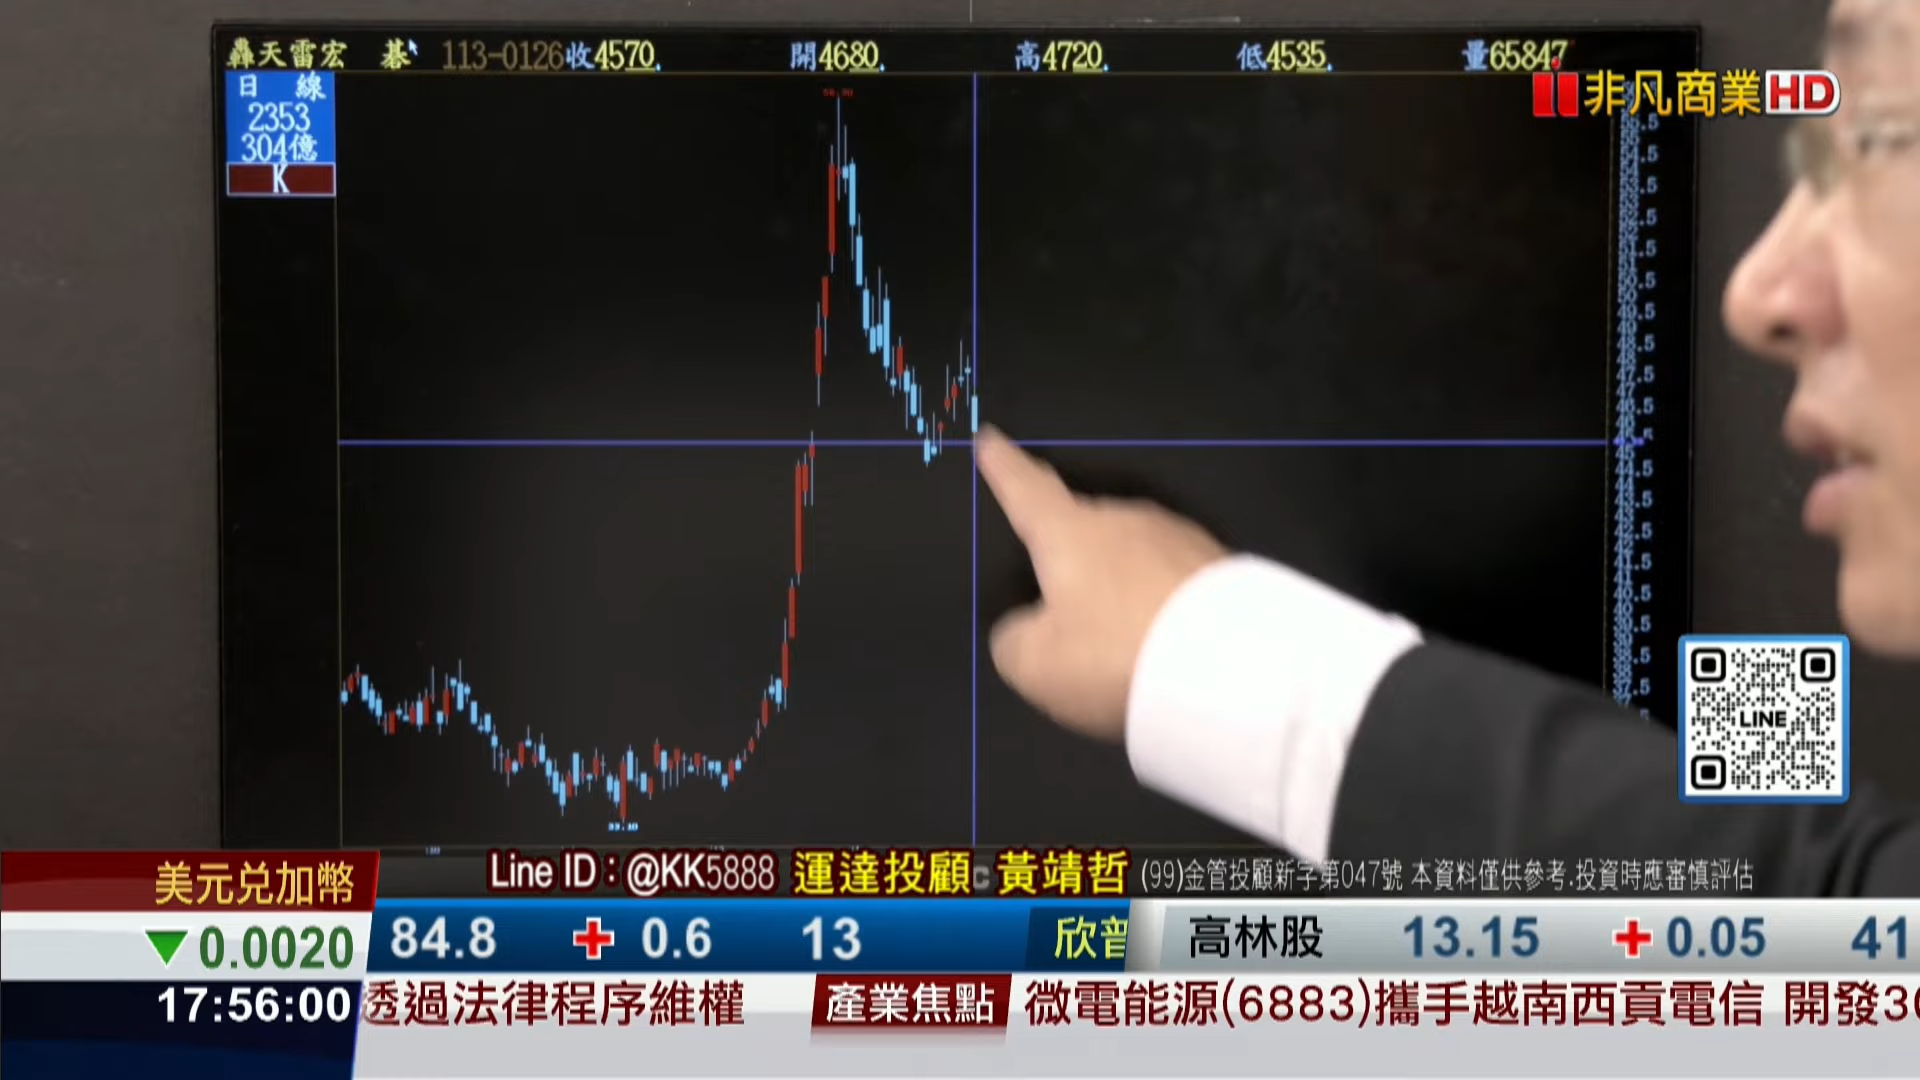 轟天雷宏 碁 113-0126收4570. 開4680. 高4720. 低4535. 量65847
日 線
2353
304億
K
非凡商業HD
33.10
LINE
Line ID：@KK5888 運達投顧 黃靖哲 (99)金管投顧新字第047號 本資料僅供參考.投資時應審慎評估
美元兌加幣
▼0.0020
84.8 + 0.6 13 欣普
高林股 13.15 + 0.05 41
17:56:00
透過法律程序維權 產業焦點 微電能源(6883)攜手越南西貢電信 開發30